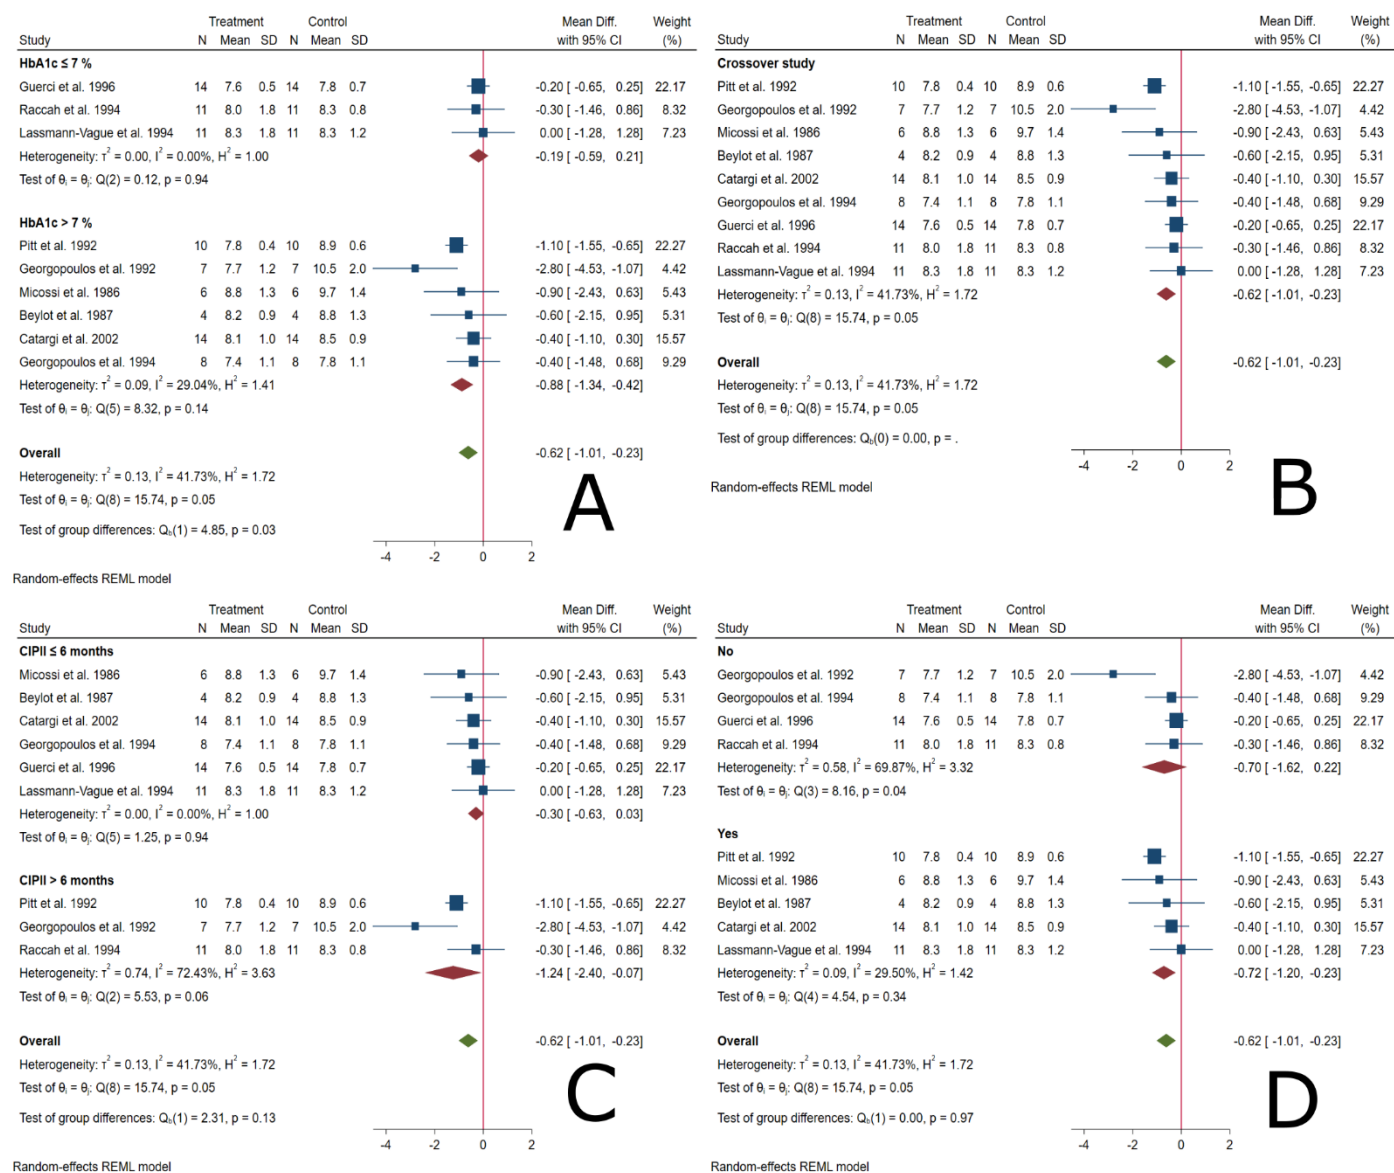 Treatment Control Mean Diff. Weight
Study N Mean SD N Mean SD with 95% CI (%)
HbA1c ≤ 7 %
Guerci et al. 1996 14 7.6 0.5 14 7.8 0.7 -0.20 [ -0.65, 0.25] 22.17
Raccah et al. 1994 11 8.0 1.8 11 8.3 0.8 -0.30 [ -1.46, 0.86] 8.32
Lassmann-Vague et al. 1994 11 8.3 1.8 11 8.3 1.2 0.00 [ -1.28, 1.28] 7.23
Heterogeneity: τ² = 0.00, I² = 0.00%, H² = 1.00 -0.19 [ -0.59, 0.21]
Test of θᵢ = θⱼ: Q(2) = 0.12, p = 0.94
HbA1c > 7 %
Pitt et al. 1992 10 7.8 0.4 10 8.9 0.6 -1.10 [ -1.55, -0.65] 22.27
Georgopoulos et al. 1992 7 7.7 1.2 7 10.5 2.0 -2.80 [ -4.53, -1.07] 4.42
Micossi et al. 1986 6 8.8 1.3 6 9.7 1.4 -0.90 [ -2.43, 0.63] 5.43
Beylot et al. 1987 4 8.2 0.9 4 8.8 1.3 -0.60 [ -2.15, 0.95] 5.31
Catargi et al. 2002 14 8.1 1.0 14 8.5 0.9 -0.40 [ -1.10, 0.30] 15.57
Georgopoulos et al. 1994 8 7.4 1.1 8 7.8 1.1 -0.40 [ -1.48, 0.68] 9.29
Heterogeneity: τ² = 0.09, I² = 29.04%, H² = 1.41 -0.88 [ -1.34, -0.42]
Test of θᵢ = θⱼ: Q(5) = 8.32, p = 0.14
Overall -0.62 [ -1.01, -0.23]
Heterogeneity: τ² = 0.13, I² = 41.73%, H² = 1.72
Test of θᵢ = θⱼ: Q(8) = 15.74, p = 0.05
Test of group differences: Q_b(1) = 4.85, p = 0.03
A
-4 -2 0 2
Random-effects REML model
Treatment Control Mean Diff. Weight
Study N Mean SD N Mean SD with 95% CI (%)
Crossover study
Pitt et al. 1992 10 7.8 0.4 10 8.9 0.6 -1.10 [ -1.55, -0.65] 22.27
Georgopoulos et al. 1992 7 7.7 1.2 7 10.5 2.0 -2.80 [ -4.53, -1.07] 4.42
Micossi et al. 1986 6 8.8 1.3 6 9.7 1.4 -0.90 [ -2.43, 0.63] 5.43
Beylot et al. 1987 4 8.2 0.9 4 8.8 1.3 -0.60 [ -2.15, 0.95] 5.31
Catargi et al. 2002 14 8.1 1.0 14 8.5 0.9 -0.40 [ -1.10, 0.30] 15.57
Georgopoulos et al. 1994 8 7.4 1.1 8 7.8 1.1 -0.40 [ -1.48, 0.68] 9.29
Guerci et al. 1996 14 7.6 0.5 14 7.8 0.7 -0.20 [ -0.65, 0.25] 22.17
Raccah et al. 1994 11 8.0 1.8 11 8.3 0.8 -0.30 [ -1.46, 0.86] 8.32
Lassmann-Vague et al. 1994 11 8.3 1.8 11 8.3 1.2 0.00 [ -1.28, 1.28] 7.23
Heterogeneity: τ² = 0.13, I² = 41.73%, H² = 1.72 -0.62 [ -1.01, -0.23]
Test of θᵢ = θⱼ: Q(8) = 15.74, p = 0.05
Overall -0.62 [ -1.01, -0.23]
Heterogeneity: τ² = 0.13, I² = 41.73%, H² = 1.72
Test of θᵢ = θⱼ: Q(8) = 15.74, p = 0.05
Test of group differences: Q_b(0) = 0.00, p = .
-4 -2 0 2
B
Random-effects REML model
Treatment Control Mean Diff. Weight
Study N Mean SD N Mean SD with 95% CI (%)
CIPII ≤ 6 months
Micossi et al. 1986 6 8.8 1.3 6 9.7 1.4 -0.90 [ -2.43, 0.63] 5.43
Beylot et al. 1987 4 8.2 0.9 4 8.8 1.3 -0.60 [ -2.15, 0.95] 5.31
Catargi et al. 2002 14 8.1 1.0 14 8.5 0.9 -0.40 [ -1.10, 0.30] 15.57
Georgopoulos et al. 1994 8 7.4 1.1 8 7.8 1.1 -0.40 [ -1.48, 0.68] 9.29
Guerci et al. 1996 14 7.6 0.5 14 7.8 0.7 -0.20 [ -0.65, 0.25] 22.17
Lassmann-Vague et al. 1994 11 8.3 1.8 11 8.3 1.2 0.00 [ -1.28, 1.28] 7.23
Heterogeneity: τ² = 0.00, I² = 0.00%, H² = 1.00 -0.30 [ -0.63, 0.03]
Test of θᵢ = θⱼ: Q(5) = 1.25, p = 0.94
CIPII > 6 months
Pitt et al. 1992 10 7.8 0.4 10 8.9 0.6 -1.10 [ -1.55, -0.65] 22.27
Georgopoulos et al. 1992 7 7.7 1.2 7 10.5 2.0 -2.80 [ -4.53, -1.07] 4.42
Raccah et al. 1994 11 8.0 1.8 11 8.3 0.8 -0.30 [ -1.46, 0.86] 8.32
Heterogeneity: τ² = 0.74, I² = 72.43%, H² = 3.63 -1.24 [ -2.40, -0.07]
Test of θᵢ = θⱼ: Q(2) = 5.53, p = 0.06
Overall -0.62 [ -1.01, -0.23]
Heterogeneity: τ² = 0.13, I² = 41.73%, H² = 1.72
Test of θᵢ = θⱼ: Q(8) = 15.74, p = 0.05
Test of group differences: Q_b(1) = 2.31, p = 0.13
C
-4 -2 0 2
Random-effects REML model
Treatment Control Mean Diff. Weight
Study N Mean SD N Mean SD with 95% CI (%)
No
Georgopoulos et al. 1992 7 7.7 1.2 7 10.5 2.0 -2.80 [ -4.53, -1.07] 4.42
Georgopoulos et al. 1994 8 7.4 1.1 8 7.8 1.1 -0.40 [ -1.48, 0.68] 9.29
Guerci et al. 1996 14 7.6 0.5 14 7.8 0.7 -0.20 [ -0.65, 0.25] 22.17
Raccah et al. 1994 11 8.0 1.8 11 8.3 0.8 -0.30 [ -1.46, 0.86] 8.32
Heterogeneity: τ² = 0.58, I² = 69.87%, H² = 3.32 -0.70 [ -1.62, 0.22]
Test of θᵢ = θⱼ: Q(3) = 8.16, p = 0.04
Yes
Pitt et al. 1992 10 7.8 0.4 10 8.9 0.6 -1.10 [ -1.55, -0.65] 22.27
Micossi et al. 1986 6 8.8 1.3 6 9.7 1.4 -0.90 [ -2.43, 0.63] 5.43
Beylot et al. 1987 4 8.2 0.9 4 8.8 1.3 -0.60 [ -2.15, 0.95] 5.31
Catargi et al. 2002 14 8.1 1.0 14 8.5 0.9 -0.40 [ -1.10, 0.30] 15.57
Lassmann-Vague et al. 1994 11 8.3 1.8 11 8.3 1.2 0.00 [ -1.28, 1.28] 7.23
Heterogeneity: τ² = 0.09, I² = 29.50%, H² = 1.42 -0.72 [ -1.20, -0.23]
Test of θᵢ = θⱼ: Q(4) = 4.54, p = 0.34
Overall -0.62 [ -1.01, -0.23]
Heterogeneity: τ² = 0.13, I² = 41.73%, H² = 1.72
Test of θᵢ = θⱼ: Q(8) = 15.74, p = 0.05
Test of group differences: Q_b(1) = 0.00, p = 0.97
D
-4 -2 0 2
Random-effects REML model